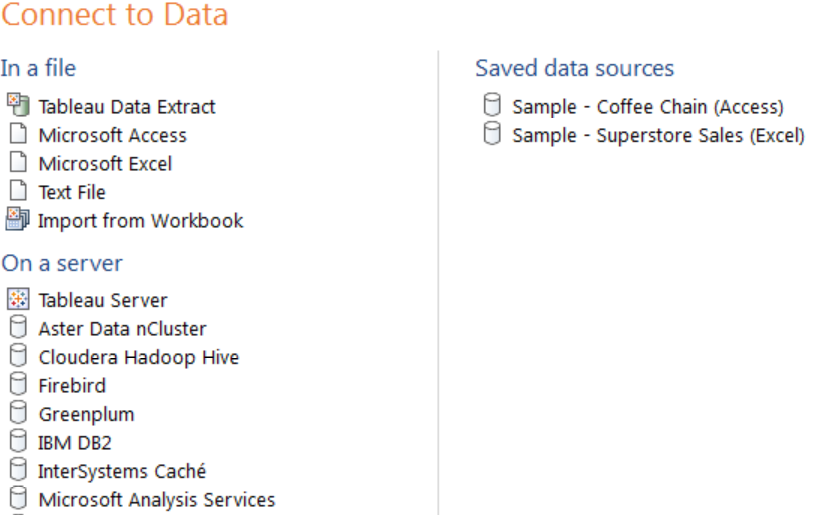 Connect to Data
In a file
Tableau Data Extract
Microsoft Access
Microsoft Excel
Text File
Import from Workbook
On a server
Tableau Server
Aster Data nCluster
Cloudera Hadoop Hive
Firebird
Greenplum
IBM DB2
InterSystems Caché
Microsoft Analysis Services
Saved data sources
Sample - Coffee Chain (Access)
Sample - Superstore Sales (Excel)